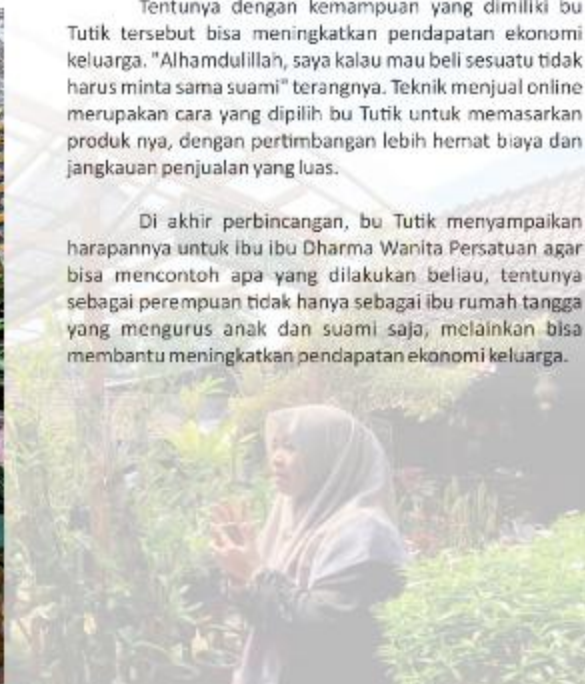 Tentunya dengan kemampuan yang dimiliki bu
Tutik tersebut bisa meningkatkan pendapatan ekonomi
keluarga. "Alhamdulillah, saya kalau mau beli sesuatu tidak
harus minta sama suami" terangnya. Teknik menjual online
merupakan cara yang dipilih bu Tutik untuk memasarkan
produk nya, dengan pertimbangan lebih hemat biaya dan
jangkauan penjualan yang luas.
Di akhir perbincangan, bu Tutik menyampaikan
harapannya untuk ibu ibu Dharma Wanita Persatuan agar
bisa mencontoh apa yang dilakukan beliau, tentunya
sebagai perempuan tidak hanya sebagai ibu rumah tangga
yang mengurus anak dan suami saja, melainkan bisa
membantu meningkatkan pendapatan ekonomi keluarga.